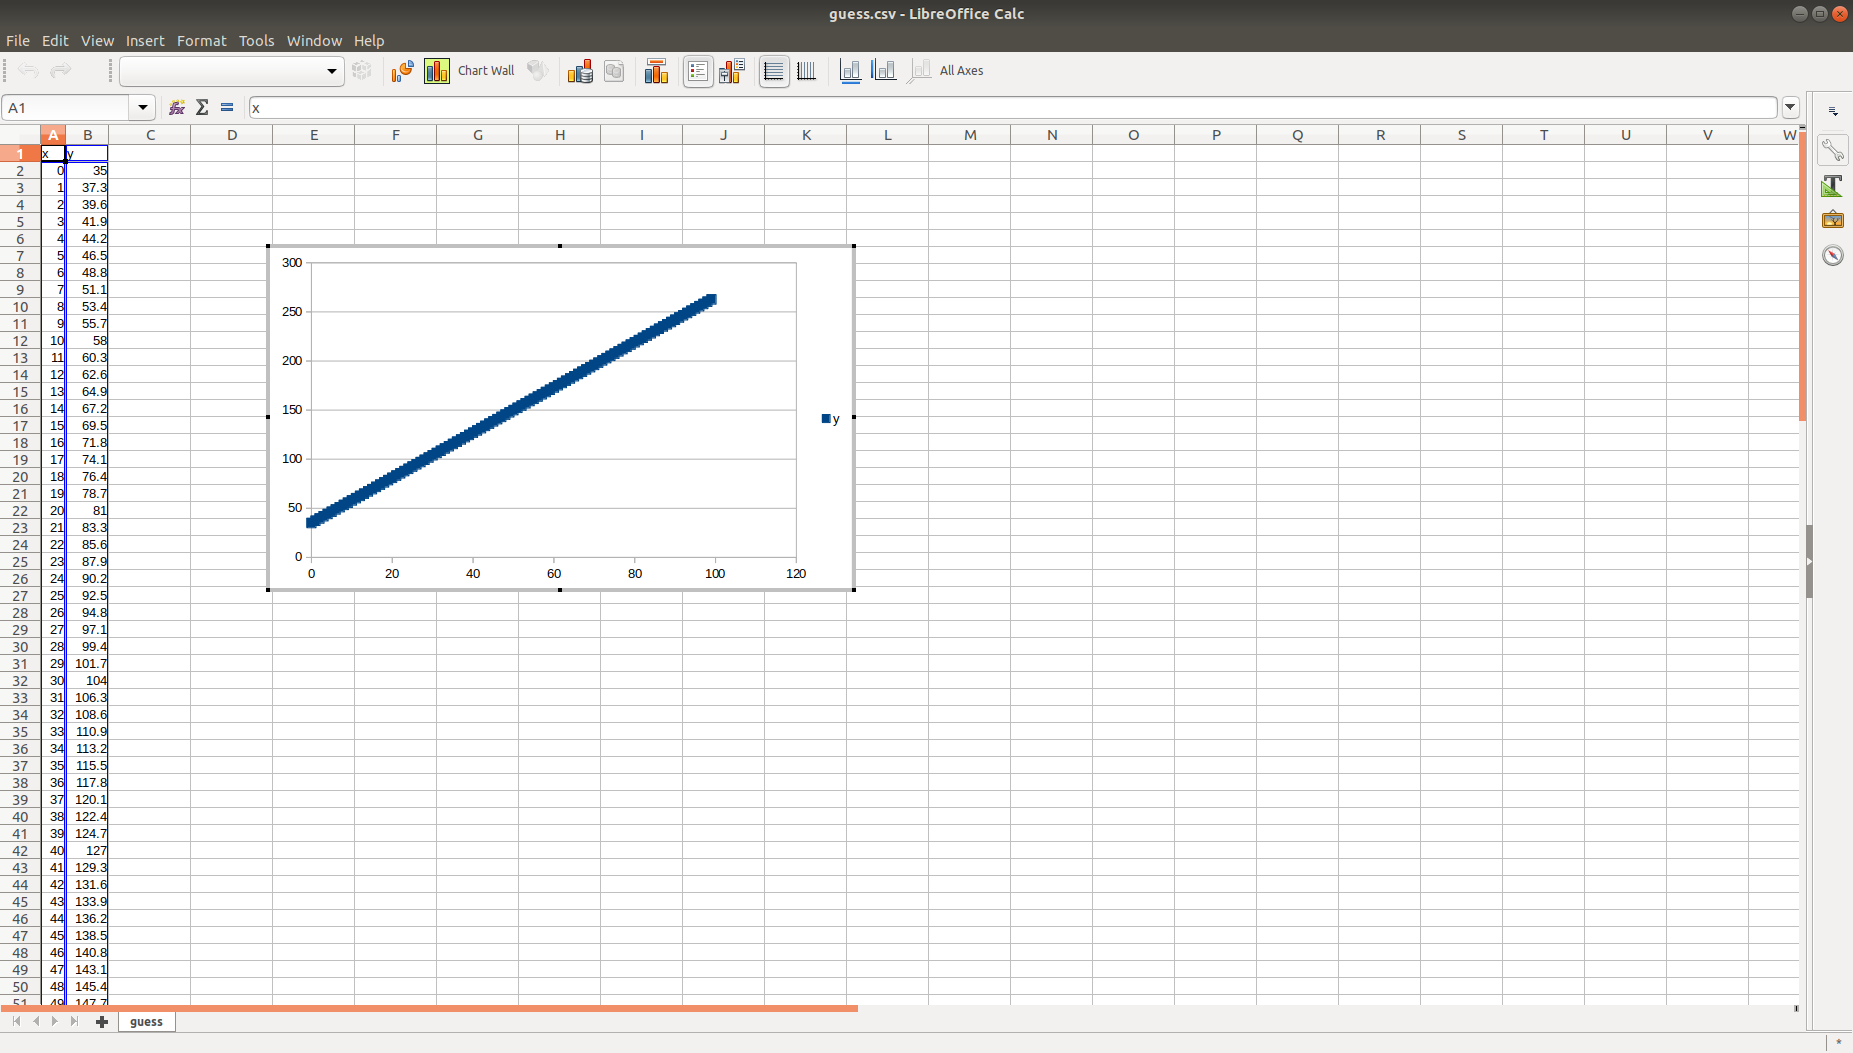 guess.csv - LibreOffice Calc
File Edit View Insert Format Tools Window Help
Chart Wall
All Axes
A1
x
A B C D E F G H I J K L M N O P Q R S T U V W
1 x y
2 0 35
3 1 37.3
4 2 39.6
5 3 41.9
6 4 44.2
7 5 46.5
8 6 48.8
9 7 51.1
10 8 53.4
11 9 55.7
12 10 58
13 11 60.3
14 12 62.6
15 13 64.9
16 14 67.2
17 15 69.5
18 16 71.8
19 17 74.1
20 18 76.4
21 19 78.7
22 20 81
23 21 83.3
24 22 85.6
25 23 87.9
26 24 90.2
27 25 92.5
28 26 94.8
29 27 97.1
30 28 99.4
31 29 101.7
32 30 104
33 31 106.3
34 32 108.6
35 33 110.9
36 34 113.2
37 35 115.5
38 36 117.8
39 37 120.1
40 38 122.4
41 39 124.7
42 40 127
43 41 129.3
44 42 131.6
45 43 133.9
46 44 136.2
47 45 138.5
48 46 140.8
49 47 143.1
50 48 145.4
51 49 147.7
300
250
200
150
100
50
0
0 20 40 60 80 100 120
y
guess
*